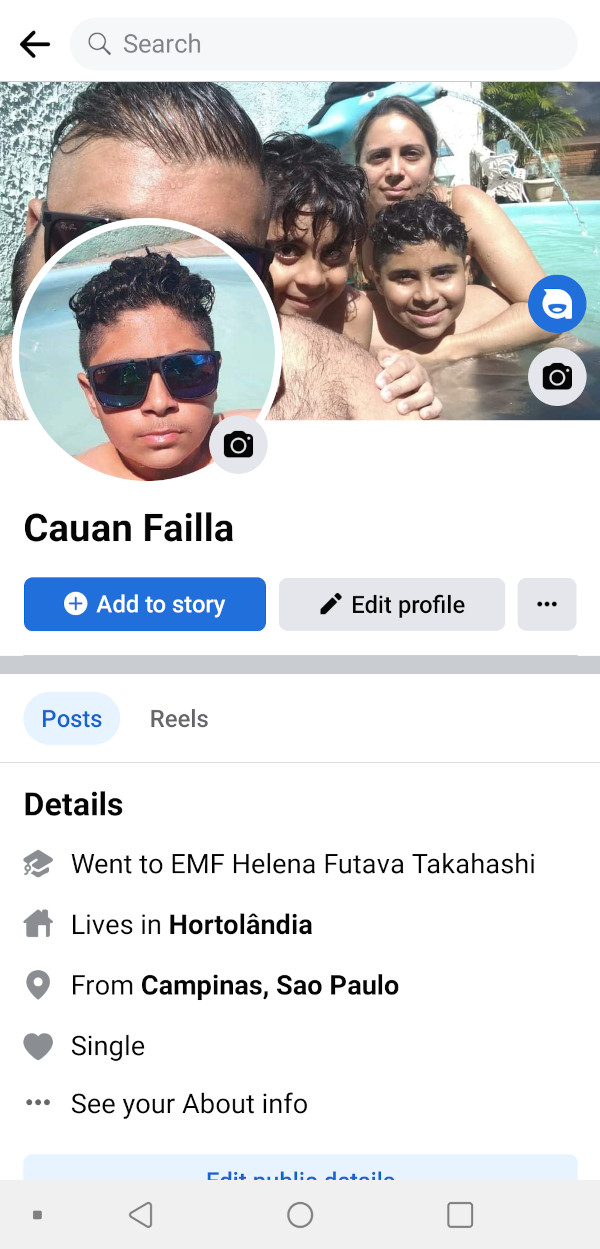 Search
Cauan Failla
Add to story
Edit profile
Posts
Reels
Details
Went to EMF Helena Futava Takahashi
Lives in Hortolândia
From Campinas, Sao Paulo
Single
See your About info
Edit public details